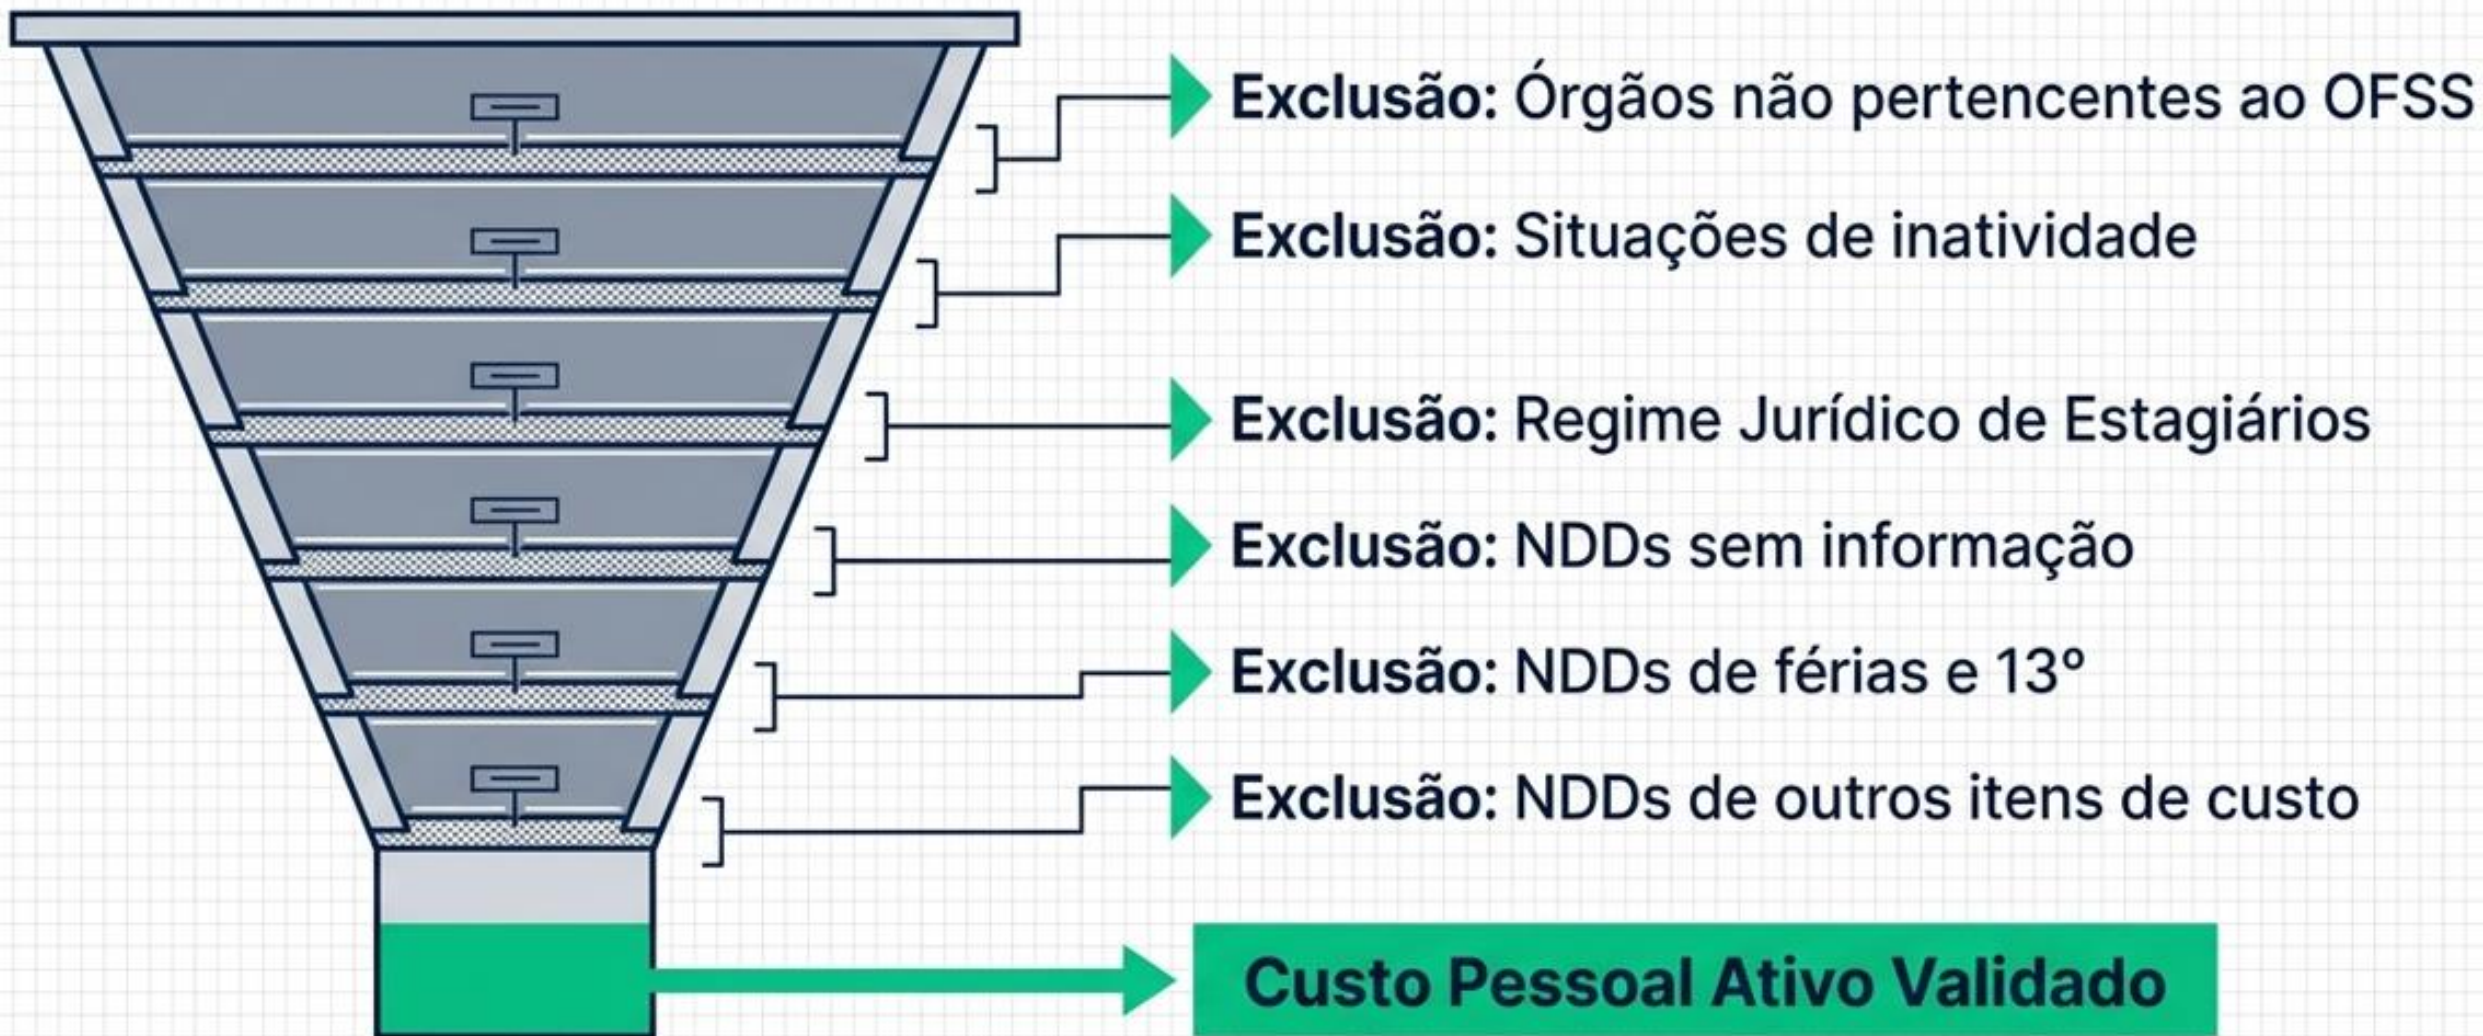 Exclusão: Órgãos não pertencentes ao OFSS
Exclusão: Situações de inatividade
Exclusão: Regime Jurídico de Estagiários
Exclusão: NDDs sem informação
Exclusão: NDDs de férias e 13º
Exclusão: NDDs de outros itens de custo
Custo Pessoal Ativo Validado